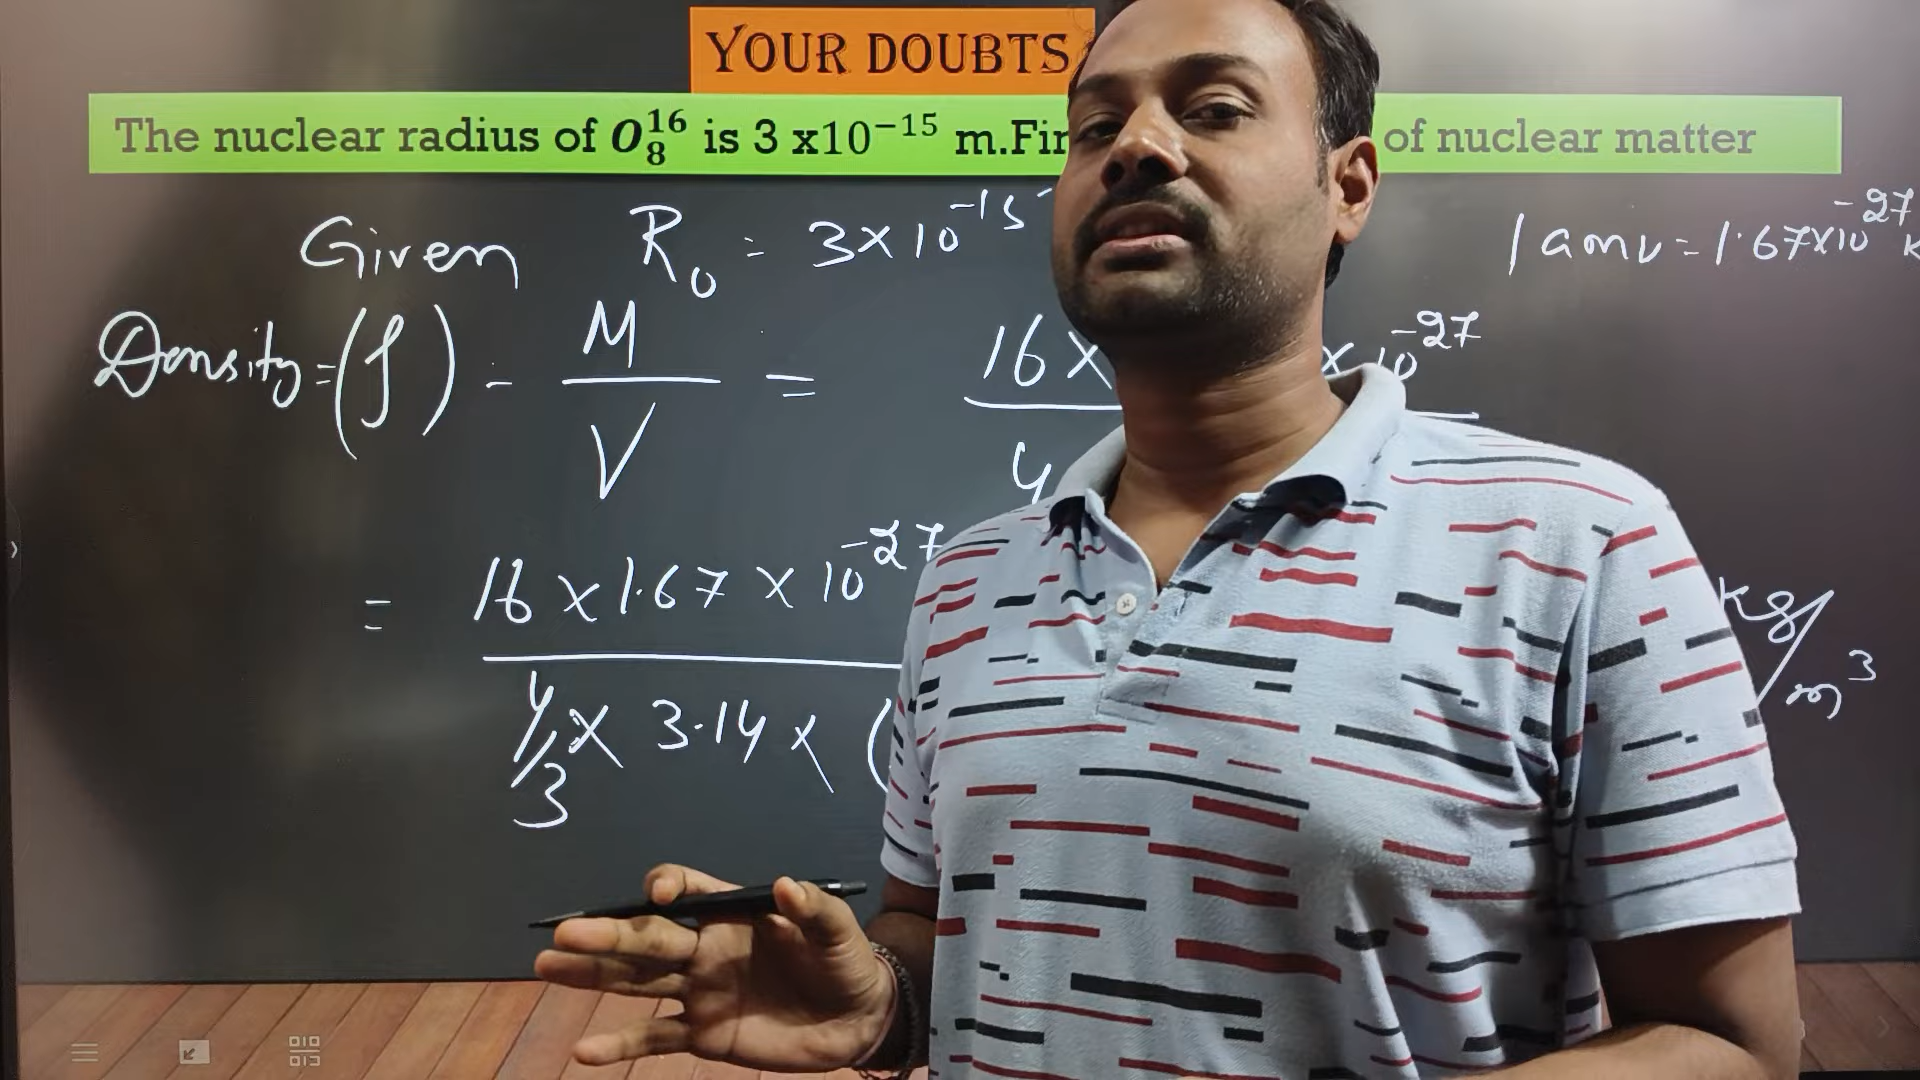 YOUR DOUBTS
The nuclear radius of O₈¹⁶ is 3 x10⁻¹⁵ m. of nuclear matter
Given R₀ = 3×10⁻¹⁵
1 amu = 1.67×10⁻²⁷ K
Density = (ρ) - M/V = 16 × × 10⁻²⁷ / 4
= 16 × 1.67 × 10⁻²⁷ / 4/3 × 3.14 × ( kg/m³